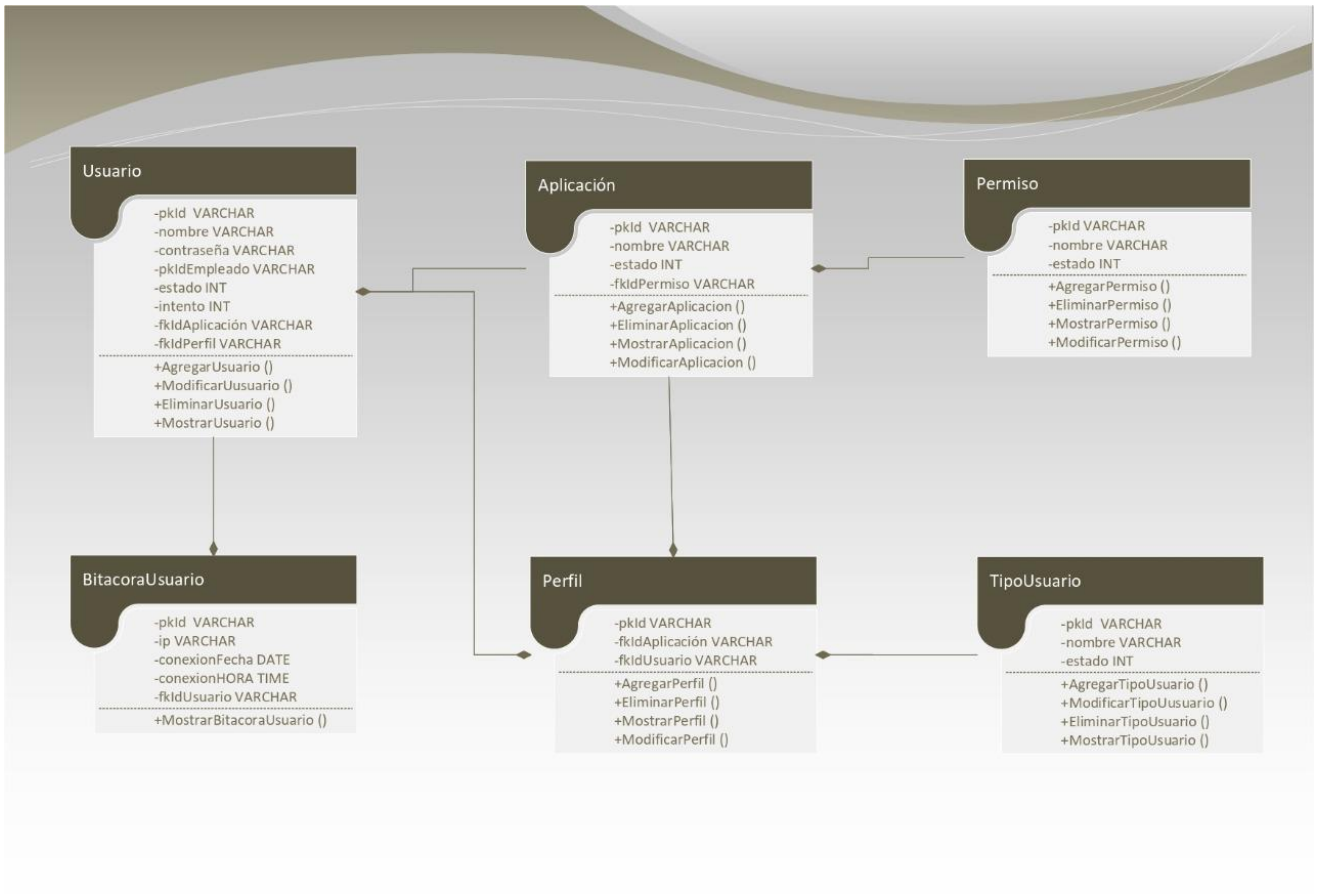 Usuario
-pkId VARCHAR
-nombre VARCHAR
-contraseña VARCHAR
-pkIdEmpleado VARCHAR
-estado INT
-intento INT
-fkIdAplicación VARCHAR
-fkIdPerfil VARCHAR
+AgregarUsuario ()
+ModificarUusuario ()
+EliminarUsuario ()
+MostrarUsuario ()
Aplicación
-pkId VARCHAR
-nombre VARCHAR
-estado INT
-fkIdPermiso VARCHAR
+AgregarAplicacion ()
+EliminarAplicacion ()
+MostrarAplicacion ()
+ModificarAplicacion ()
Permiso
-pkId VARCHAR
-nombre VARCHAR
-estado INT
+AgregarPermiso ()
+EliminarPermiso ()
+MostrarPermiso ()
+ModificarPermiso ()
BitacoraUsuario
-pkId VARCHAR
-ip VARCHAR
-conexionFecha DATE
-conexionHORA TIME
-fkIdUsuario VARCHAR
+MostrarBitacoraUsuario ()
Perfil
-pkId VARCHAR
-fkIdAplicación VARCHAR
-fkIdUsuario VARCHAR
+AgregarPerfil ()
+EliminarPerfil ()
+MostrarPerfil ()
+ModificarPerfil ()
TipoUsuario
-pkId VARCHAR
-nombre VARCHAR
-estado INT
+AgregarTipoUsuario ()
+ModificarTipoUusuario ()
+EliminarTipoUsuario ()
+MostrarTipoUsuario ()